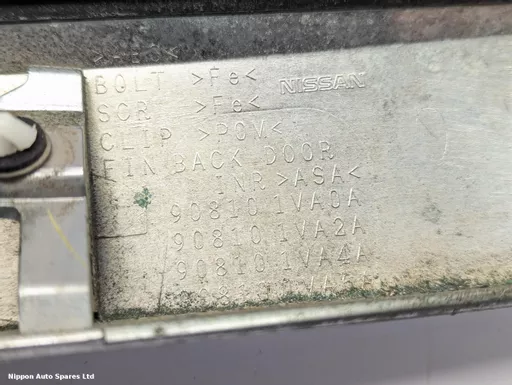 BOLT >Fe< NISSAN
SCR >Fe<
CLIP >POM<
FIN BACK DOOR
INR >ASA<
90810 1VA0A
90810 1VA2A
90810 1VA4A
Nippon Auto Spares Ltd